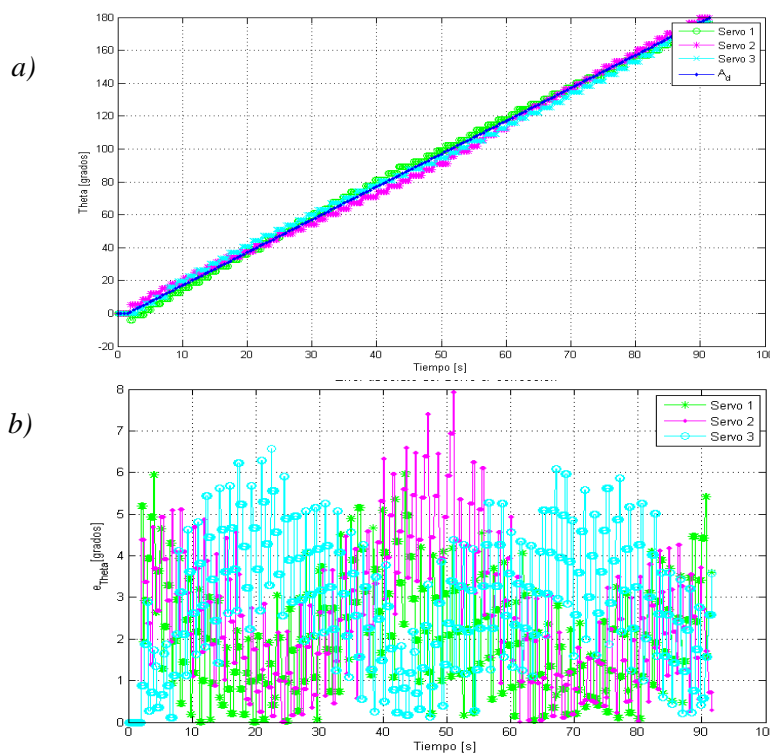 a)
Theta [grados]
180
160
140
120
100
80
60
40
20
0
-20
Servo 1
Servo 2
Servo 3
A_d
0 10 20 30 40 50 60 70 80 90 100
Tiempo [s]
b)
e_Theta [grados]
8
7
6
5
4
3
2
1
0
Servo 1
Servo 2
Servo 3
0 10 20 30 40 50 60 70 80 90 100
Tiempo [s]